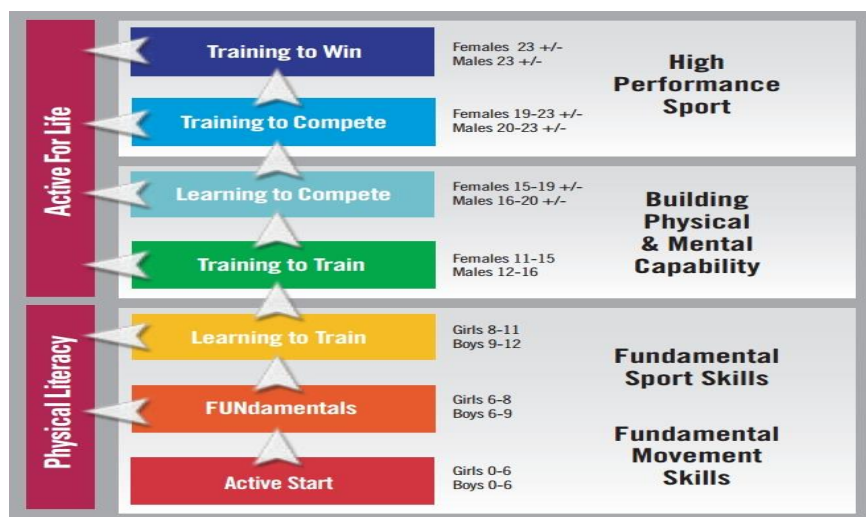 Active For Life
Training to Win
Females 23 +/-
Males 23 +/-
High
Performance
Sport
Training to Compete
Females 19-23 +/-
Males 20-23 +/-
Learning to Compete
Females 15-19 +/-
Males 16-20 +/-
Building
Physical
& Mental
Capability
Training to Train
Females 11-15
Males 12-16
Physical Literacy
Learning to Train
Girls 8-11
Boys 9-12
Fundamental
Sport Skills
FUNdamentals
Girls 6-8
Boys 6-9
Fundamental
Movement
Skills
Active Start
Girls 0-6
Boys 0-6